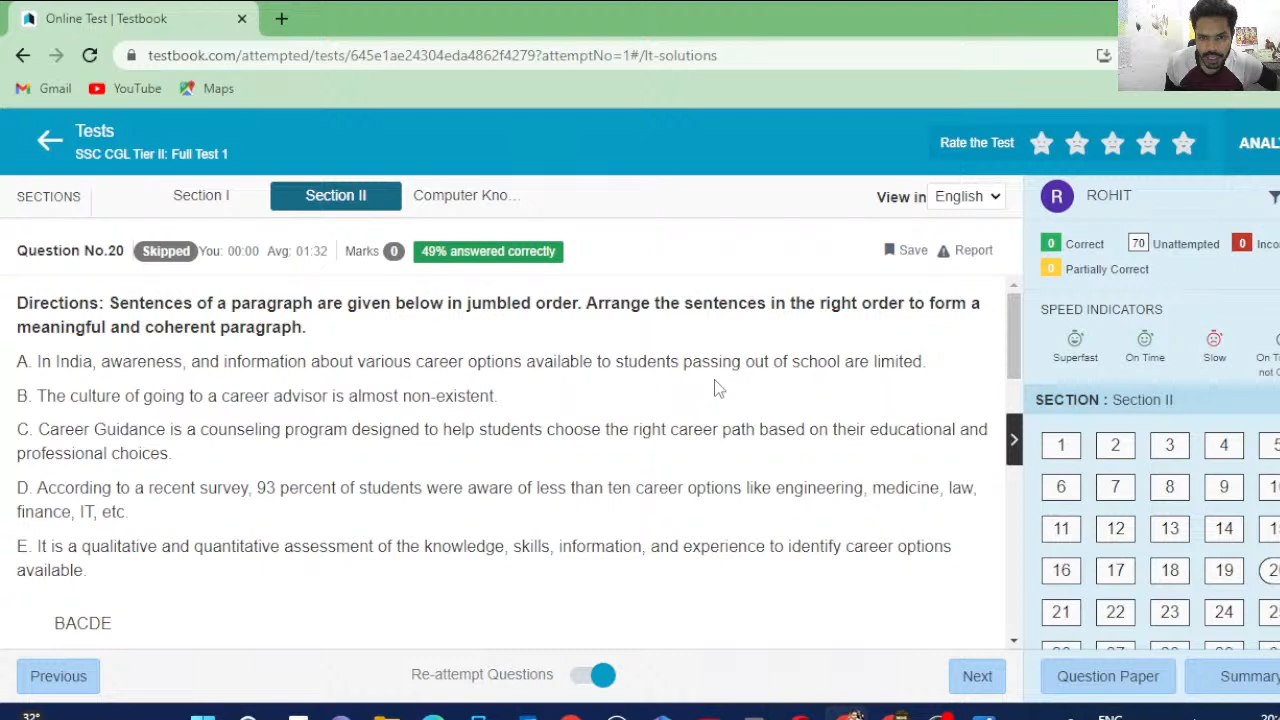 Online Test | Testbook
testbook.com/attempted/tests/645e1ae24304eda4862f4279?attemptNo=1#/lt-solutions
Gmail YouTube Maps
Tests
SSC CGL Tier II: Full Test 1
Rate the Test
SECTIONS Section I Section II Computer Kno...
View in English
R ROHIT
Question No.20 Skipped You: 00:00 Avg: 01:32 Marks 0 49% answered correctly
Save Report
0 Correct 70 Unattempted 0
0 Partially Correct
Directions: Sentences of a paragraph are given below in jumbled order. Arrange the sentences in the right order to form a
meaningful and coherent paragraph.
A. In India, awareness, and information about various career options available to students passing out of school are limited.
B. The culture of going to a career advisor is almost non-existent.
C. Career Guidance is a counseling program designed to help students choose the right career path based on their educational and
professional choices.
D. According to a recent survey, 93 percent of students were aware of less than ten career options like engineering, medicine, law,
finance, IT, etc.
E. It is a qualitative and quantitative assessment of the knowledge, skills, information, and experience to identify career options
available.
BACDE
SPEED INDICATORS
Superfast On Time Slow
SECTION : Section II
1 2 3 4
6 7 8 9
11 12 13 14
16 17 18 19
21 22 23 24
Previous Re-attempt Questions Next
Question Paper Summary
32°
ENG